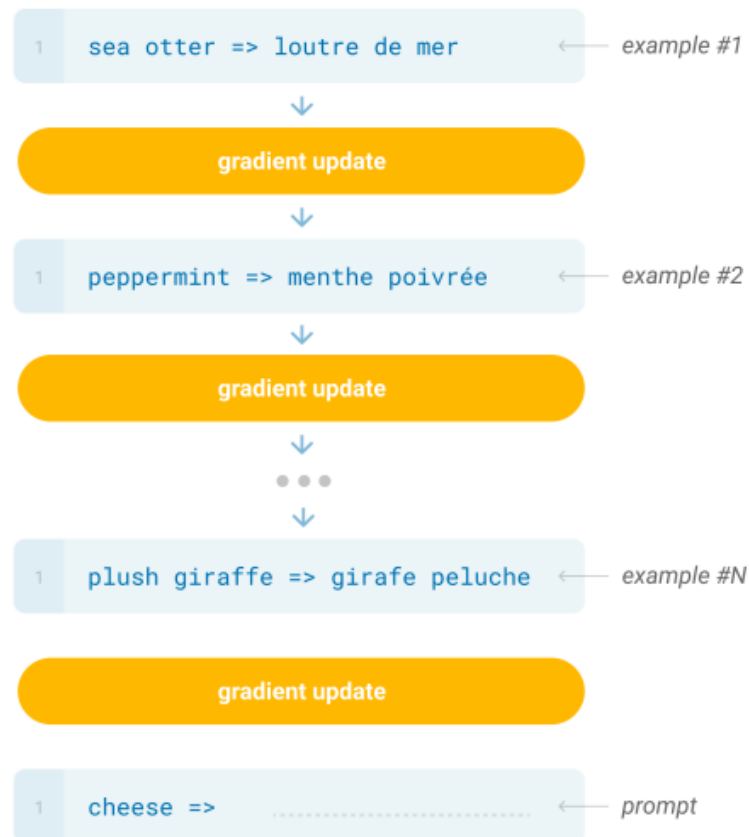 1 sea otter => loutre de mer example #1
gradient update
1 peppermint => menthe poivrée example #2
gradient update
1 plush giraffe => girafe peluche example #N
gradient update
1 cheese => prompt